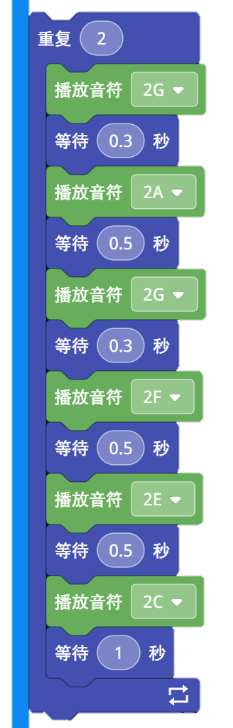 重复 2
播放音符 2G
等待 0.3 秒
播放音符 2A
等待 0.5 秒
播放音符 2G
等待 0.3 秒
播放音符 2F
等待 0.5 秒
播放音符 2E
等待 0.5 秒
播放音符 2C
等待 1 秒